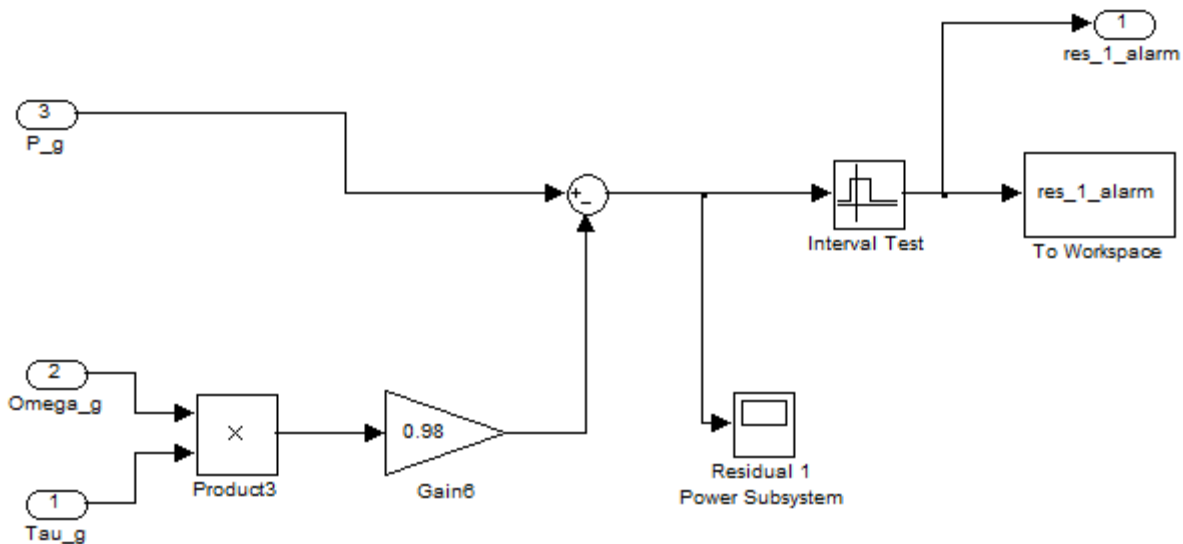 1
res_1_alarm
3
P_g
+
−
res_1_alarm
Interval Test
To Workspace
2
Omega_g
0.98
×
Product3
Gain6
Residual 1
Power Subsystem
1
Tau_g